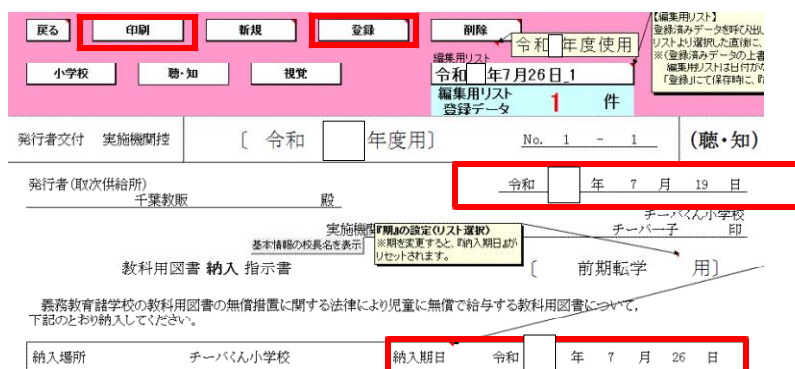 戻る 印刷 新規 登録 削除
令和 年度使用
【編集用リスト】
登録済みデータを呼び出し
リストより選択した直後に、
※(登録済みデータの上書
編集用リストは日付がな
「登録」にて保存時に、『
編集用リスト
小学校 聴・知 視覚
令和 年7月26日_1
編集用リスト
登録データ 1 件
発行者交付 実施機関控 〔 令和 年度用〕 No. 1 - 1 (聴・知)
発行者(取次供給所) 令和 年 7 月 19 日
千葉教販 殿
チーバくん小学校
実施機関
チーバー子 印
基本情報の校長名を表示
『期』の設定(リスト選択)
※期を変更すると、『納入期日』が
リセットされます。
教科用図書 納入 指示書 〔 前期転学 用〕
義務教育諸学校の教科用図書の無償措置に関する法律により児童に無償で給与する教科用図書について,
下記のとおり納入してください。
納入場所 チーバくん小学校 納入期日 令和 年 7 月 26 日